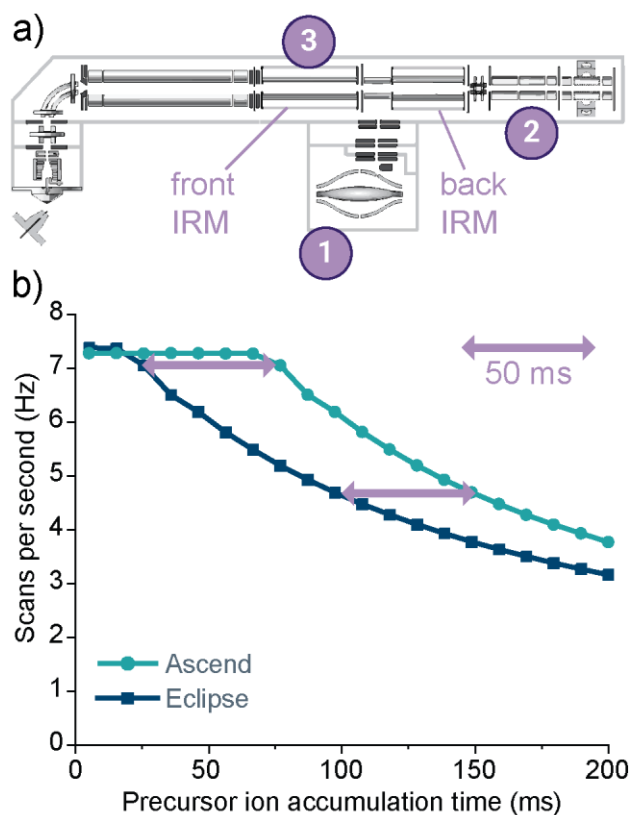 a)
3
2
front
IRM
back
IRM
1
b)
8
7
6
5
4
3
2
1
0
Scans per second (Hz)
50 ms
Ascend
Eclipse
50
100
150
200
Precursor ion accumulation time (ms)